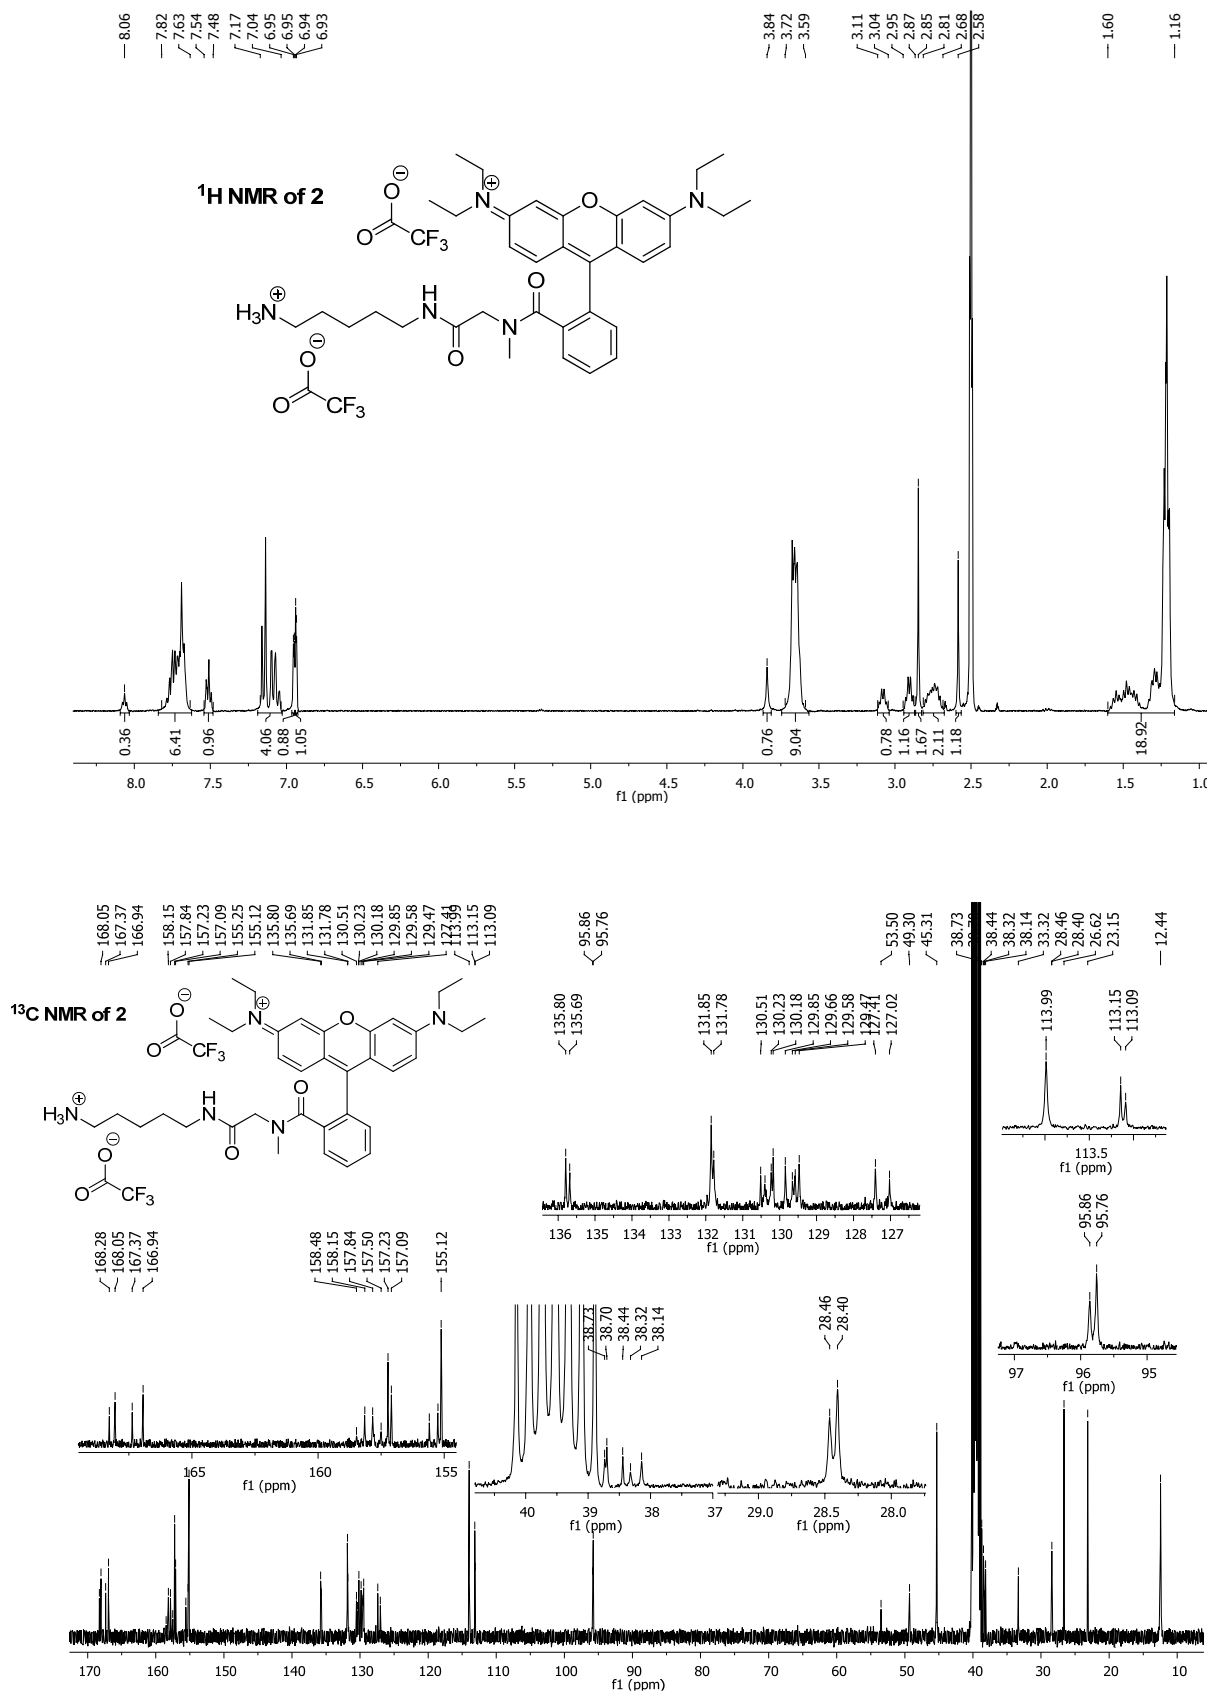 8.06 7.82 7.63 7.54 7.48 7.17 7.04 6.95 6.95 6.94 6.93 3.84 3.72 3.59 3.11 3.04 2.95 2.87 2.85 2.81 2.68 2.58 1.60 1.16
¹H NMR of 2
O ⊖
O
CF₃
N ⊕
O
N
H₃N ⊕
H
N
O
N
O
O ⊖
O
CF₃
0.36 6.41 0.96 4.06 0.88 1.05 0.76 9.04 0.78 1.16 1.67 2.11 1.18 18.92
8.0 7.5 7.0 6.5 6.0 5.5 5.0 4.5 4.0 3.5 3.0 2.5 2.0 1.5 1.0
f1 (ppm)
168.05 167.37 166.94 158.15 157.84 157.23 157.09 155.25 155.12 135.80 135.69 131.85 131.78 130.51 130.23 130.18 129.85 129.58 129.47 127.41 113.99 113.15 113.09 95.86 95.76 53.50 49.30 45.31 38.73 38.70 38.44 38.32 38.14 33.32 28.46 28.40 26.62 23.15 12.44
¹³C NMR of 2
O ⊖
O
CF₃
N ⊕
O
N
H₃N ⊕
H
N
O
N
O
O ⊖
O
CF₃
135.80 135.69 131.85 131.78 130.51 130.23 130.18 129.85 129.66 129.58 129.47 127.41 127.02
136 135 134 133 132 131 130 129 128 127
f1 (ppm)
113.99 113.15 113.09
113.5
f1 (ppm)
95.86 95.76
97 96 95
f1 (ppm)
168.28 168.05 167.37 166.94 158.48 158.15 157.84 157.50 157.23 157.09 155.12
165 160 155
f1 (ppm)
38.73 38.70 38.44 38.32 38.14
40 39 38 37
f1 (ppm)
28.46 28.40
29.0 28.5 28.0
f1 (ppm)
170 160 150 140 130 120 110 100 90 80 70 60 50 40 30 20 10
f1 (ppm)